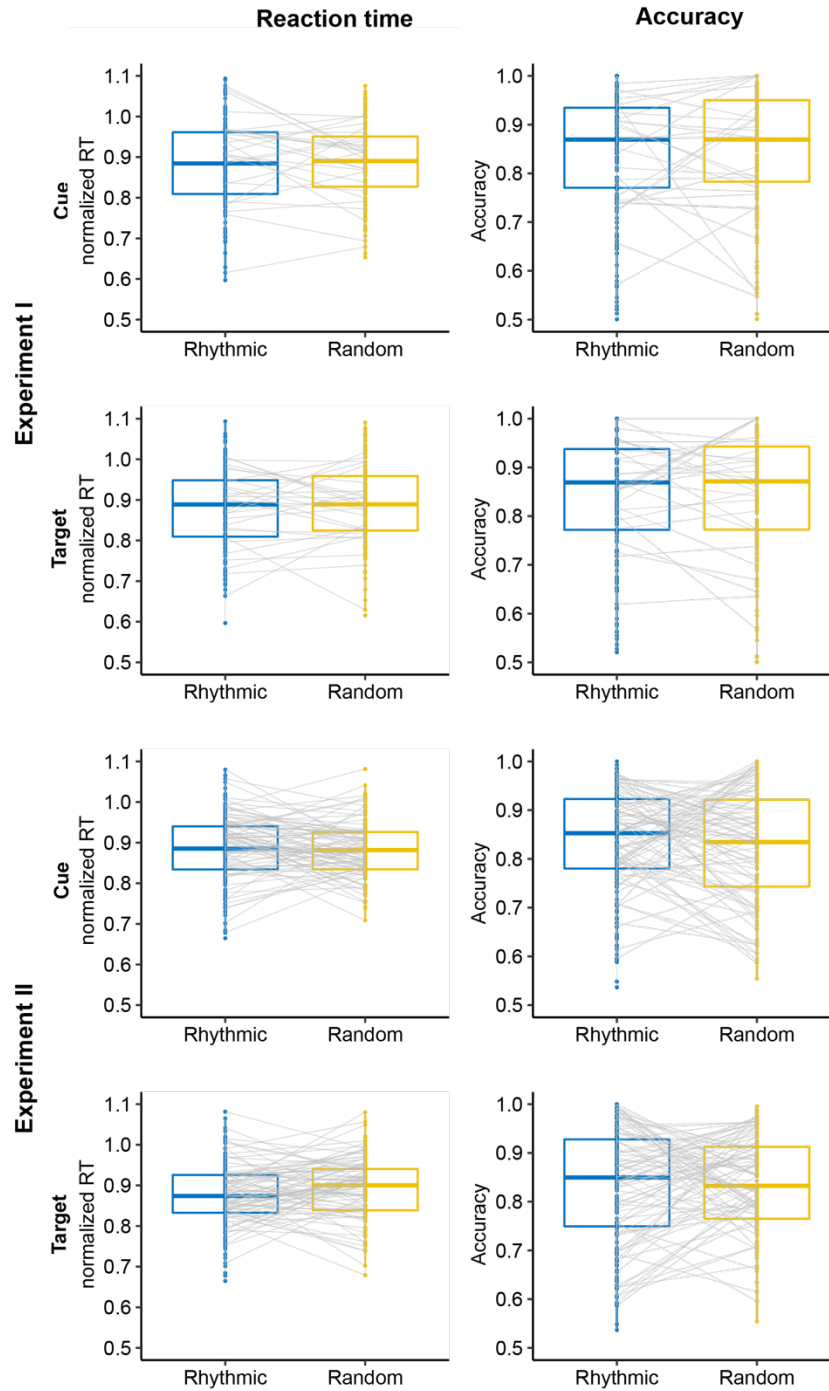 Reaction time
Accuracy
Experiment I
Cue
normalized RT
1.1
1.0
0.9
0.8
0.7
0.6
0.5
Rhythmic
Random
Accuracy
1.0
0.9
0.8
0.7
0.6
0.5
Rhythmic
Random
Target
normalized RT
1.1
1.0
0.9
0.8
0.7
0.6
0.5
Rhythmic
Random
Accuracy
1.0
0.9
0.8
0.7
0.6
0.5
Rhythmic
Random
Experiment II
Cue
normalized RT
1.1
1.0
0.9
0.8
0.7
0.6
0.5
Rhythmic
Random
Accuracy
1.0
0.9
0.8
0.7
0.6
0.5
Rhythmic
Random
Target
normalized RT
1.1
1.0
0.9
0.8
0.7
0.6
0.5
Rhythmic
Random
Accuracy
1.0
0.9
0.8
0.7
0.6
0.5
Rhythmic
Random